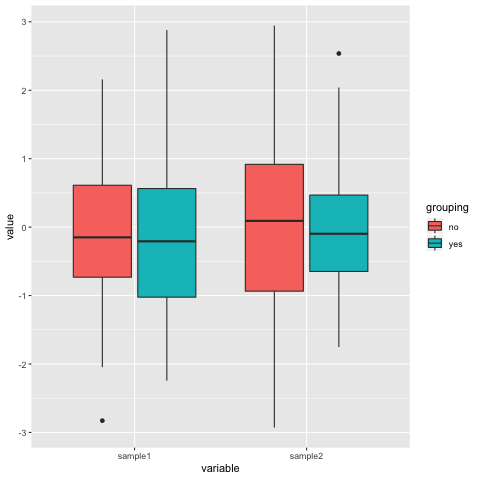 3
2
1
0
-1
-2
-3
value
sample1
sample2
variable
grouping
no
yes